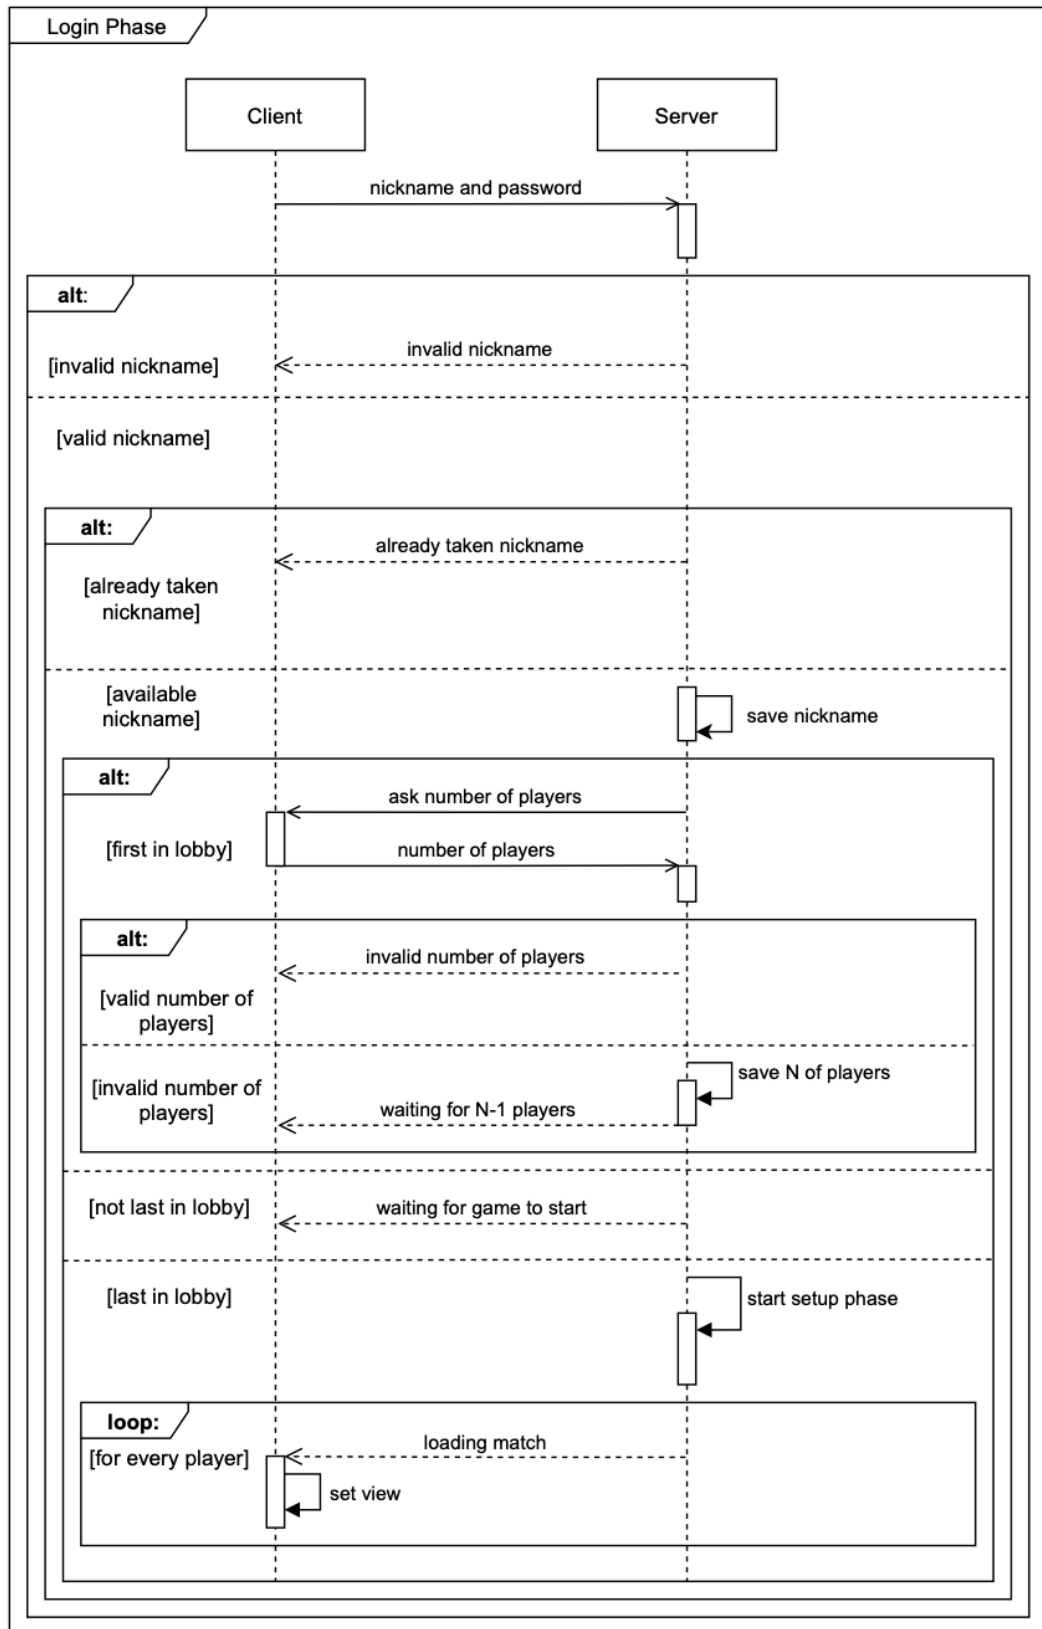 Login Phase
Client
Server
nickname and password
alt:
invalid nickname
[invalid nickname]
[valid nickname]
alt:
already taken nickname
[already taken
nickname]
[available
nickname]
save nickname
alt:
ask number of players
[first in lobby]
number of players
alt:
invalid number of players
[valid number of
players]
save N of players
[invalid number of
players]
waiting for N-1 players
[not last in lobby]
waiting for game to start
[last in lobby]
start setup phase
loop:
loading match
[for every player]
set view